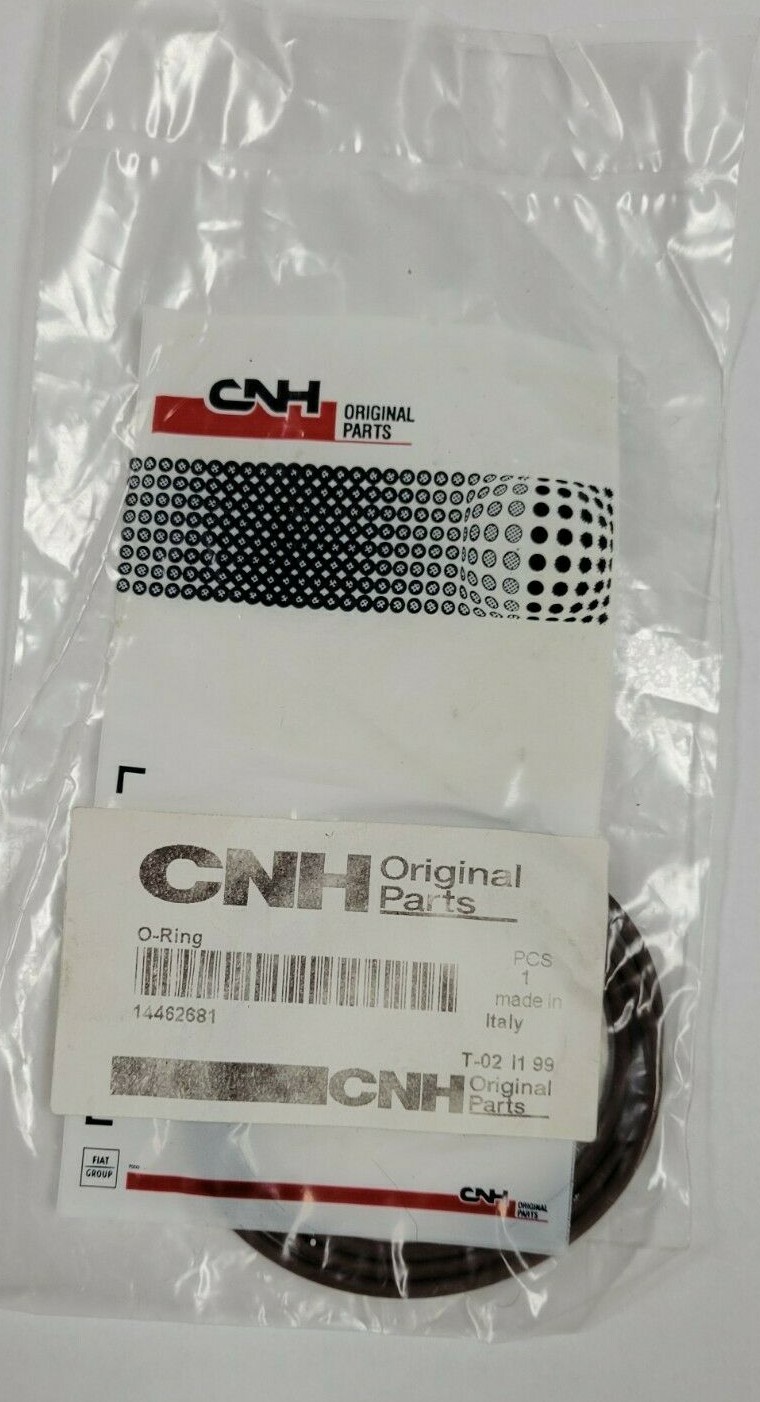 CNH
ORIGINAL
PARTS
CNH Original
Parts
O-Ring
PCS
1
made in
Italy
14462681
T-02 I1 99
CNH Original
Parts
FIAT
GROUP
CNH
ORIGINAL
PARTS